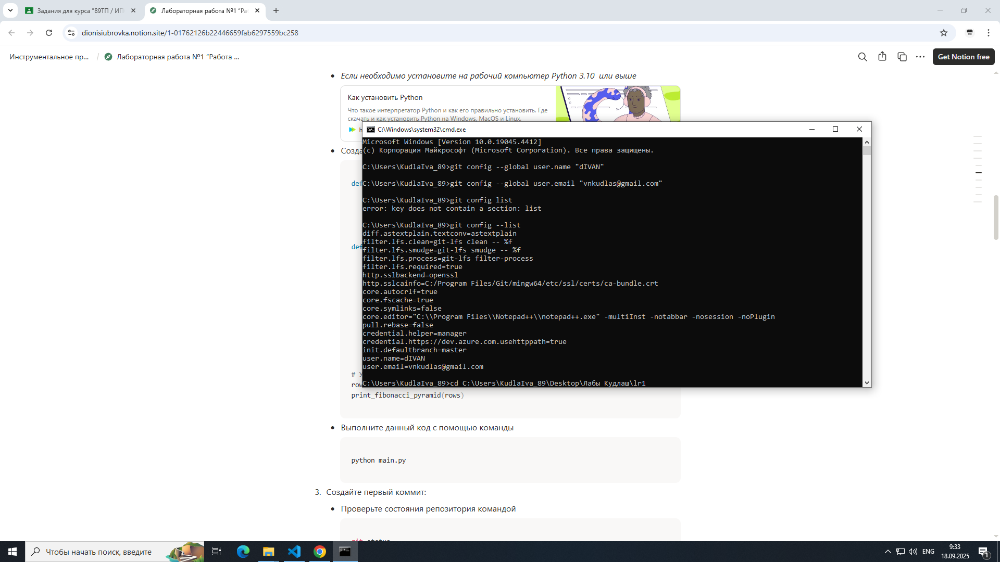 Задания для курса "89ТП / ИП
Лабораторная работа №1 “Ра
dionisiubrovka.notion.site/1-01762126b22446659fab6297559bc258
Инструментальное пр...
/
Лабораторная работа №1 “Работа ...
Get Notion free
Если необходимо установите на рабочий компьютер Python 3.10 или выше
Как установить Python
Что такое интерпретатор Python и как его правильно установить. Где
скачать и как установить Python на Windows, MacOS и Linux.
h
Созда
def
def
# У
row
print_fibonacci_pyramid(rows)
C:\Windows\system32\cmd.exe
Microsoft Windows [Version 10.0.19045.4412]
(c) Корпорация Майкрософт (Microsoft Corporation). Все права защищены.
C:\Users\KudlaIva_89>git config --global user.name "dIVAN"
C:\Users\KudlaIva_89>git config --global user.email "vnkudlas@gmail.com"
C:\Users\KudlaIva_89>git config list
error: key does not contain a section: list
C:\Users\KudlaIva_89>git config --list
diff.astextplain.textconv=astextplain
filter.lfs.clean=git-lfs clean -- %f
filter.lfs.smudge=git-lfs smudge -- %f
filter.lfs.process=git-lfs filter-process
filter.lfs.required=true
http.sslbackend=openssl
http.sslcainfo=C:/Program Files/Git/mingw64/etc/ssl/certs/ca-bundle.crt
core.autocrlf=true
core.fscache=true
core.symlinks=false
core.editor="C:\\Program Files\\Notepad++\\notepad++.exe" -multiInst -notabbar -nosession -noPlugin
pull.rebase=false
credential.helper=manager
credential.https://dev.azure.com.usehttppath=true
init.defaultbranch=master
user.name=dIVAN
user.email=vnkudlas@gmail.com
C:\Users\KudlaIva_89>cd C:\Users\KudlaIva_89\Desktop\Лабы Кудлаш\lr1
Выполните данный код с помощью команды
python main.py
3. Создайте первый коммит:
Проверьте состояния репозитория командой
git status
Чтобы начать поиск, введите
ENG
9:33
18.09.2025
1